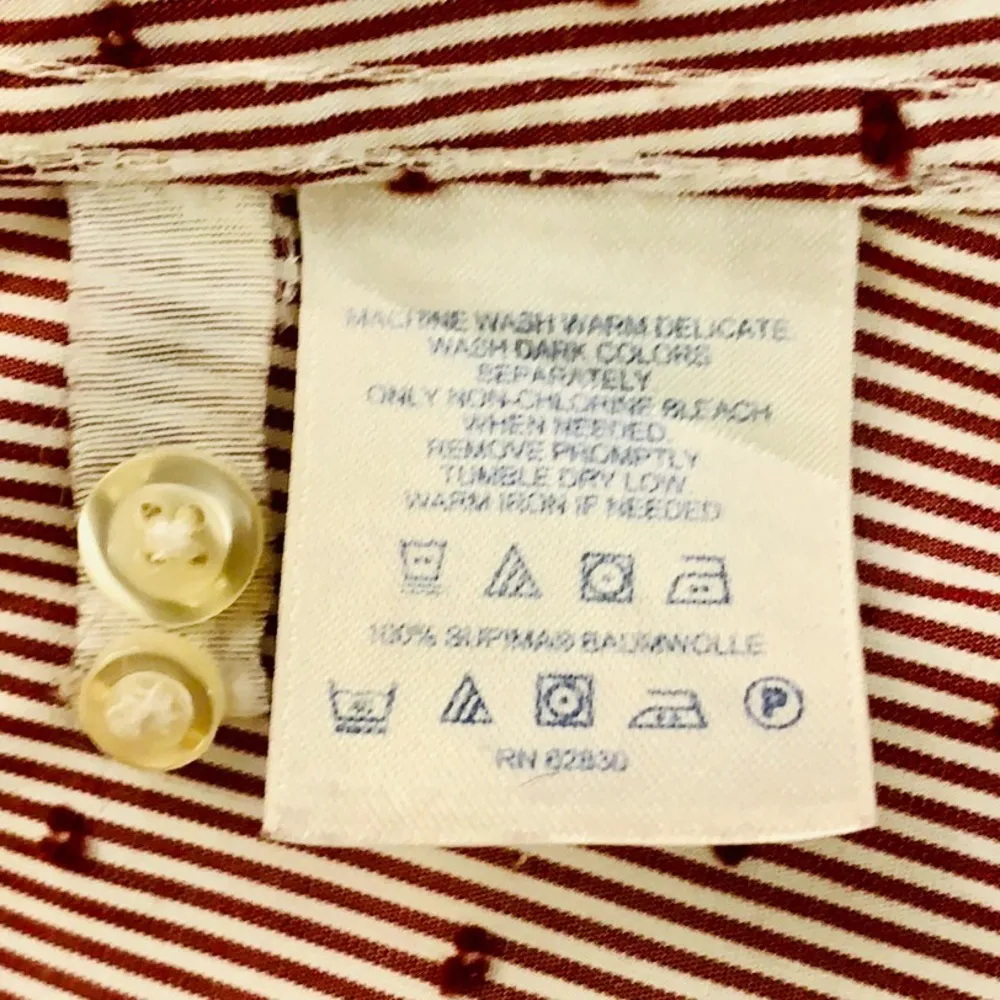 MACHINE WASH WARM DELICATE
WASH DARK COLORS
SEPARATELY
ONLY NON-CHLORINE BLEACH
WHEN NEEDED.
REMOVE PROMPTLY
TUMBLE DRY LOW
WARM IRON IF NEEDED
100% SUPIMA® BAUMWOLLE
P
RN 62830